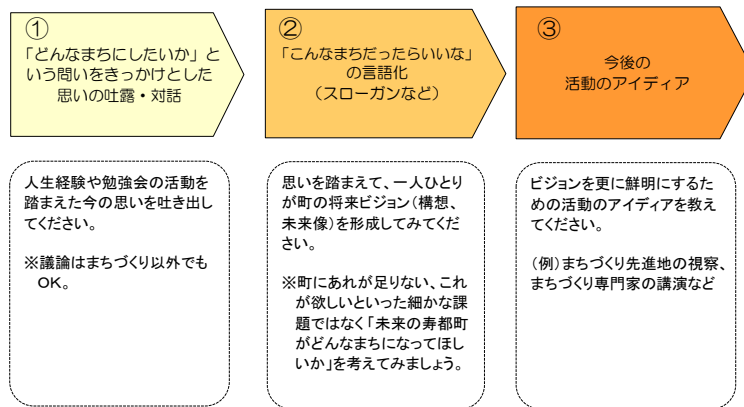 ①
「どんなまちにしたいか」と
いう問いをきっかけとした
思いの吐露・対話
②
「こんなまちだったらいいな」
の言語化
（スローガンなど）
③
今後の
活動のアイディア
人生経験や勉強会の活動を
踏まえた今の思いを吐き出し
てください。
※議論はまちづくり以外でも
OK。
思いを踏まえて、一人ひとり
が町の将来ビジョン（構想、
未来像）を形成してみてくだ
さい。
※町にあれが足りない、これ
が欲しいといった細かな課
題ではなく「未来の寿都町
がどんなまちになってほし
いか」を考えてみましょう。
ビジョンを更に鮮明にするた
めの活動のアイディアを教え
てください。
（例）まちづくり先進地の視察、
まちづくり専門家の講演など